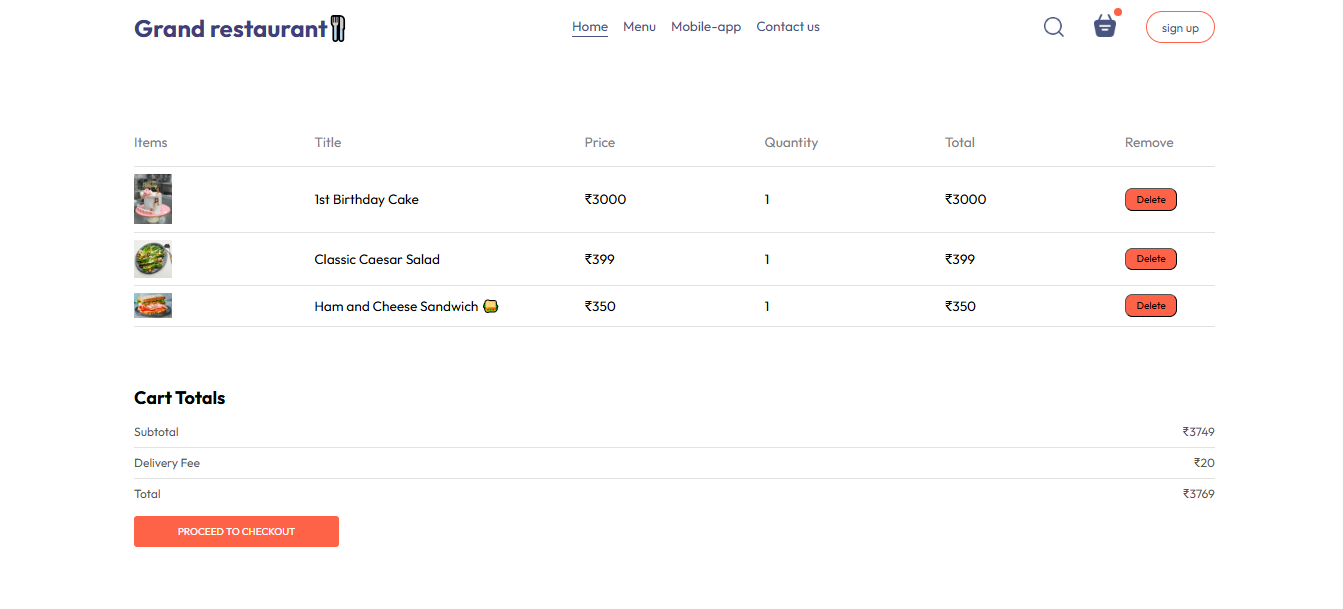 Grand restaurant🍴 Home Menu Mobile-app Contact us sign up
Items Title Price Quantity Total Remove
1st Birthday Cake ₹3000 1 ₹3000 Delete
Classic Caesar Salad ₹399 1 ₹399 Delete
Ham and Cheese Sandwich 🥪 ₹350 1 ₹350 Delete
Cart Totals
Subtotal ₹3749
Delivery Fee ₹20
Total ₹3769
PROCEED TO CHECKOUT